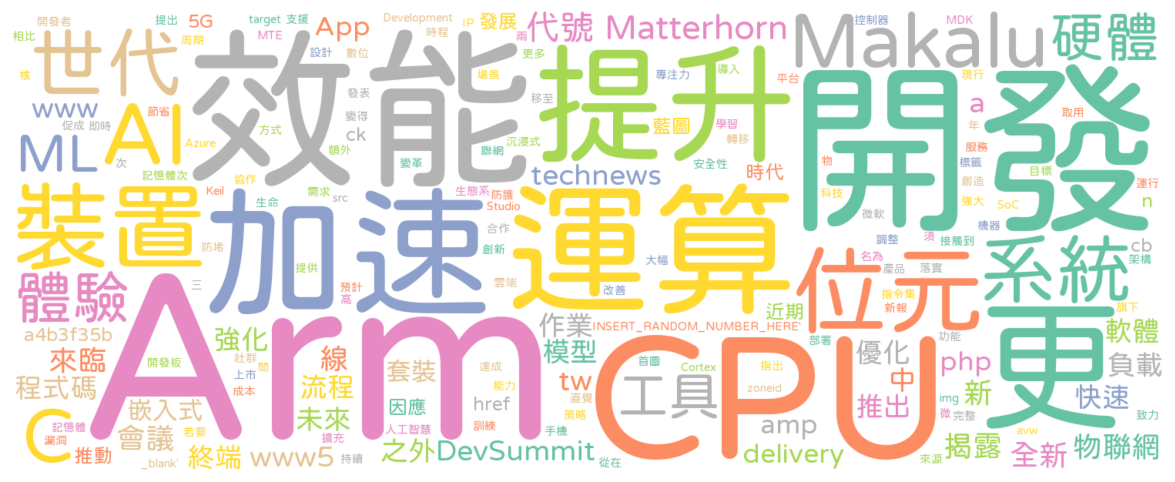 開發者
相比
世代
周期
5G
提出
MTE
App
設計
target
支援
數位
Development
時程
IP
發展
兩
代號 Matterhorn
更多
Makalu
控制器
MDK
硬體
核
www
促成
即時
節省
發表
效能
移至
場景
提升
專注力
導入
平台
現行
開發
ML
AI
Azure
方式
變得
ck
額外
變革
聯網
沉浸式
藍圖
學習
轉移
安全性
a
年
服務
取用
物
標籤
目標
次
記憶體次
協作
Keil
需求
src
technews
時代
科技
創造
強大
SoC
運行
n
裝置
生命
加速
生態系
防護
Studio
合作
創新
運算
微軟
機器
調整
須
接觸到
cb
架構
防堵
提供
雲端
大幅
改善
名為
產品
落實
系統
體驗
三
預計
高
Arm
近期
位元
指令集
新報
旗下
更
a4b3f35b
強化
作業
INSERT_RANDOM_NUMBER_HERE'
部署
功能
軟體
來臨
開發板
社群
間
線
模型
首圖
Cortex
指出
CPU
優化
php
負載
程式碼
上市
成本
流程
套裝
達成
能力
tw
直覺
策略
工具
zoneid
中
新
img
微
完整
快速
致力
C
嵌入式
未來
因應
href
推出
記憶體
漏洞
會議
若要
擴充
人工智慧
訓練
手機
amp
揭露
avw
物聯網
推動
_blank'
終端
www5
持續
之外
DevSummit
從在
delivery
來源
全新